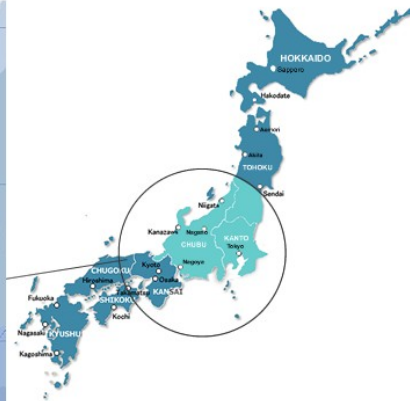 HOKKAIDO
Sapporo
Hakodate
Aomori
Akita
TOHOKU
Sendai
Niigata
Kanazawa
Nagano
KANTO
Tokyo
CHUBU
Nagoya
CHUGOKU
Kyoto
Hiroshima
Osaka
Takamatsu
KANSAI
SHIKOKU
Fukuoka
Kochi
Nagasaki
KYUSHU
Kagoshima